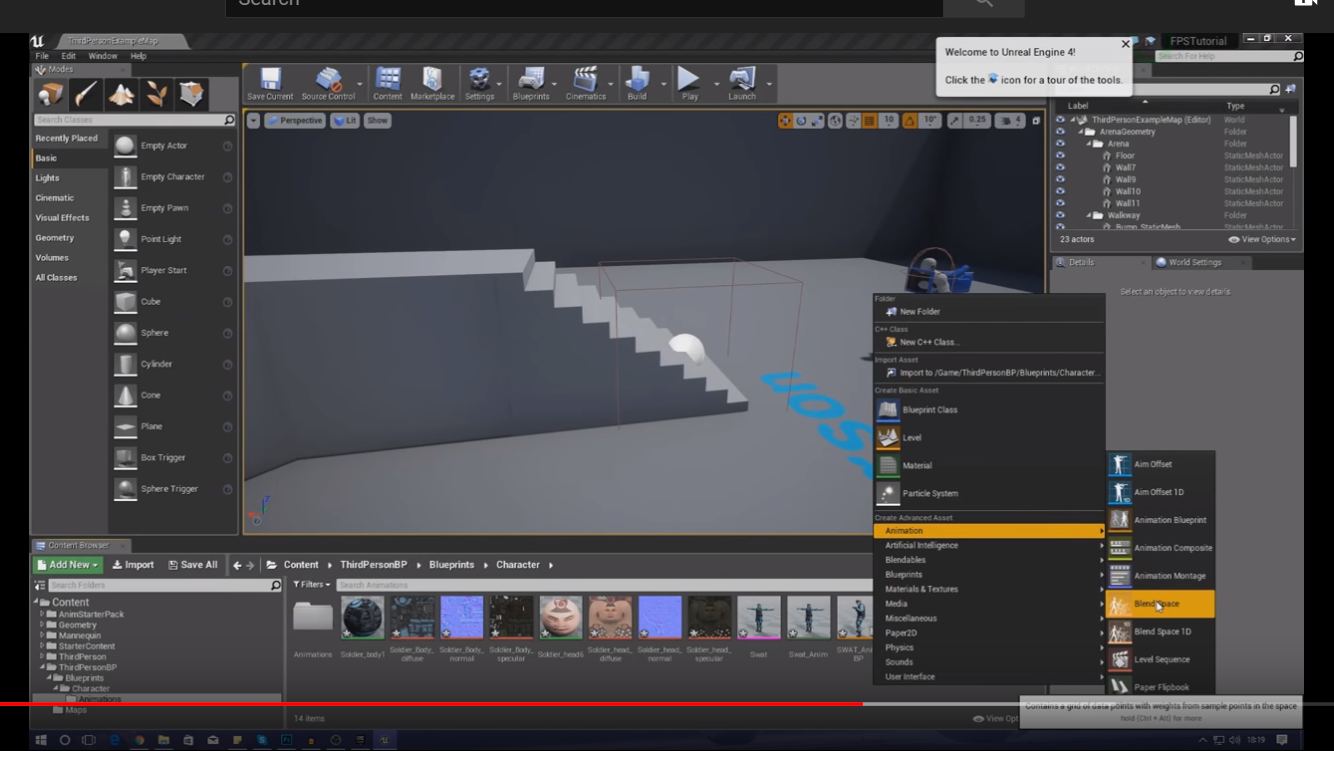 Search
ThirdPersonExampleMap
FPSTutorial
File Edit Window Help
Search For Help
Modes
Welcome to Unreal Engine 4!
Click the icon for a tour of the tools.
Save Current Source Control Content Marketplace Settings Blueprints Cinematics Build Play Launch
Search Classes
Recently Placed
Basic
Lights
Cinematic
Visual Effects
Geometry
Volumes
All Classes
Empty Actor
Empty Character
Empty Pawn
Point Light
Player Start
Cube
Sphere
Cylinder
Cone
Plane
Box Trigger
Sphere Trigger
Perspective Lit Show
10 10° 0.25 4
Label Type
ThirdPersonExampleMap (Editor) World
ArenaGeometry Folder
Arena Folder
Floor StaticMeshActor
Wall7 StaticMeshActor
Wall9 StaticMeshActor
Wall10 StaticMeshActor
Wall11 StaticMeshActor
Walkway Folder
Bump_StaticMesh StaticMeshActor
23 actors View Options
Details World Settings
Select an object to view details.
Folder
New Folder
C++ Class
New C++ Class...
Import Asset
Import to /Game/ThirdPersonBP/Blueprints/Character...
Create Basic Asset
Blueprint Class
Level
Material
Particle System
Create Advanced Asset
Animation
Artificial Intelligence
Blendables
Blueprints
Materials & Textures
Media
Miscellaneous
Paper2D
Physics
Sounds
User Interface
Aim Offset
Aim Offset 1D
Animation Blueprint
Animation Composite
Animation Montage
Blend Space
Blend Space 1D
Level Sequence
Paper Flipbook
Contains a grid of data points with weights from sample points in the space
hold (Ctrl + Alt) for more
Content Browser
Add New Import Save All Content ThirdPersonBP Blueprints Character
Search Folders
Filters Search Animations
Content
AnimStarterPack
Geometry
Mannequin
StarterContent
ThirdPerson
ThirdPersonBP
Blueprints
Character
Animations
Maps
Animations
Soldier_body1
Soldier_Body_diffuse
Soldier_Body_normal
Soldier_Body_specular
Soldier_head6
Soldier_head_diffuse
Soldier_head_normal
Soldier_head_specular
Swat
Swat_Anim
SWAT_Ani
BP
14 items View Opt
18:19